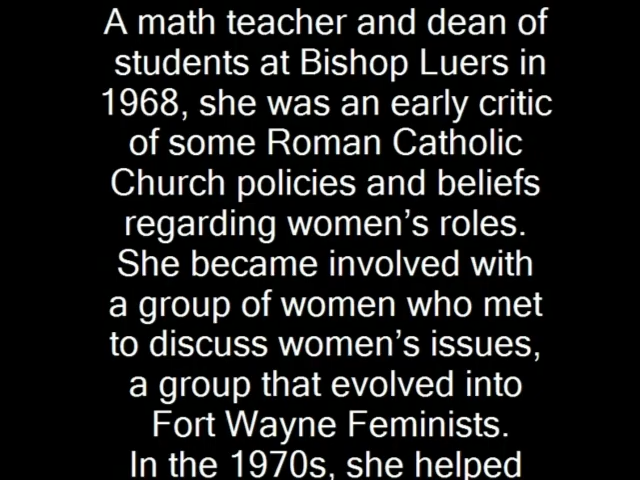 A math teacher and dean of
students at Bishop Luers in
1968, she was an early critic
of some Roman Catholic
Church policies and beliefs
regarding women’s roles.
She became involved with
a group of women who met
to discuss women’s issues,
a group that evolved into
Fort Wayne Feminists.
In the 1970s, she helped